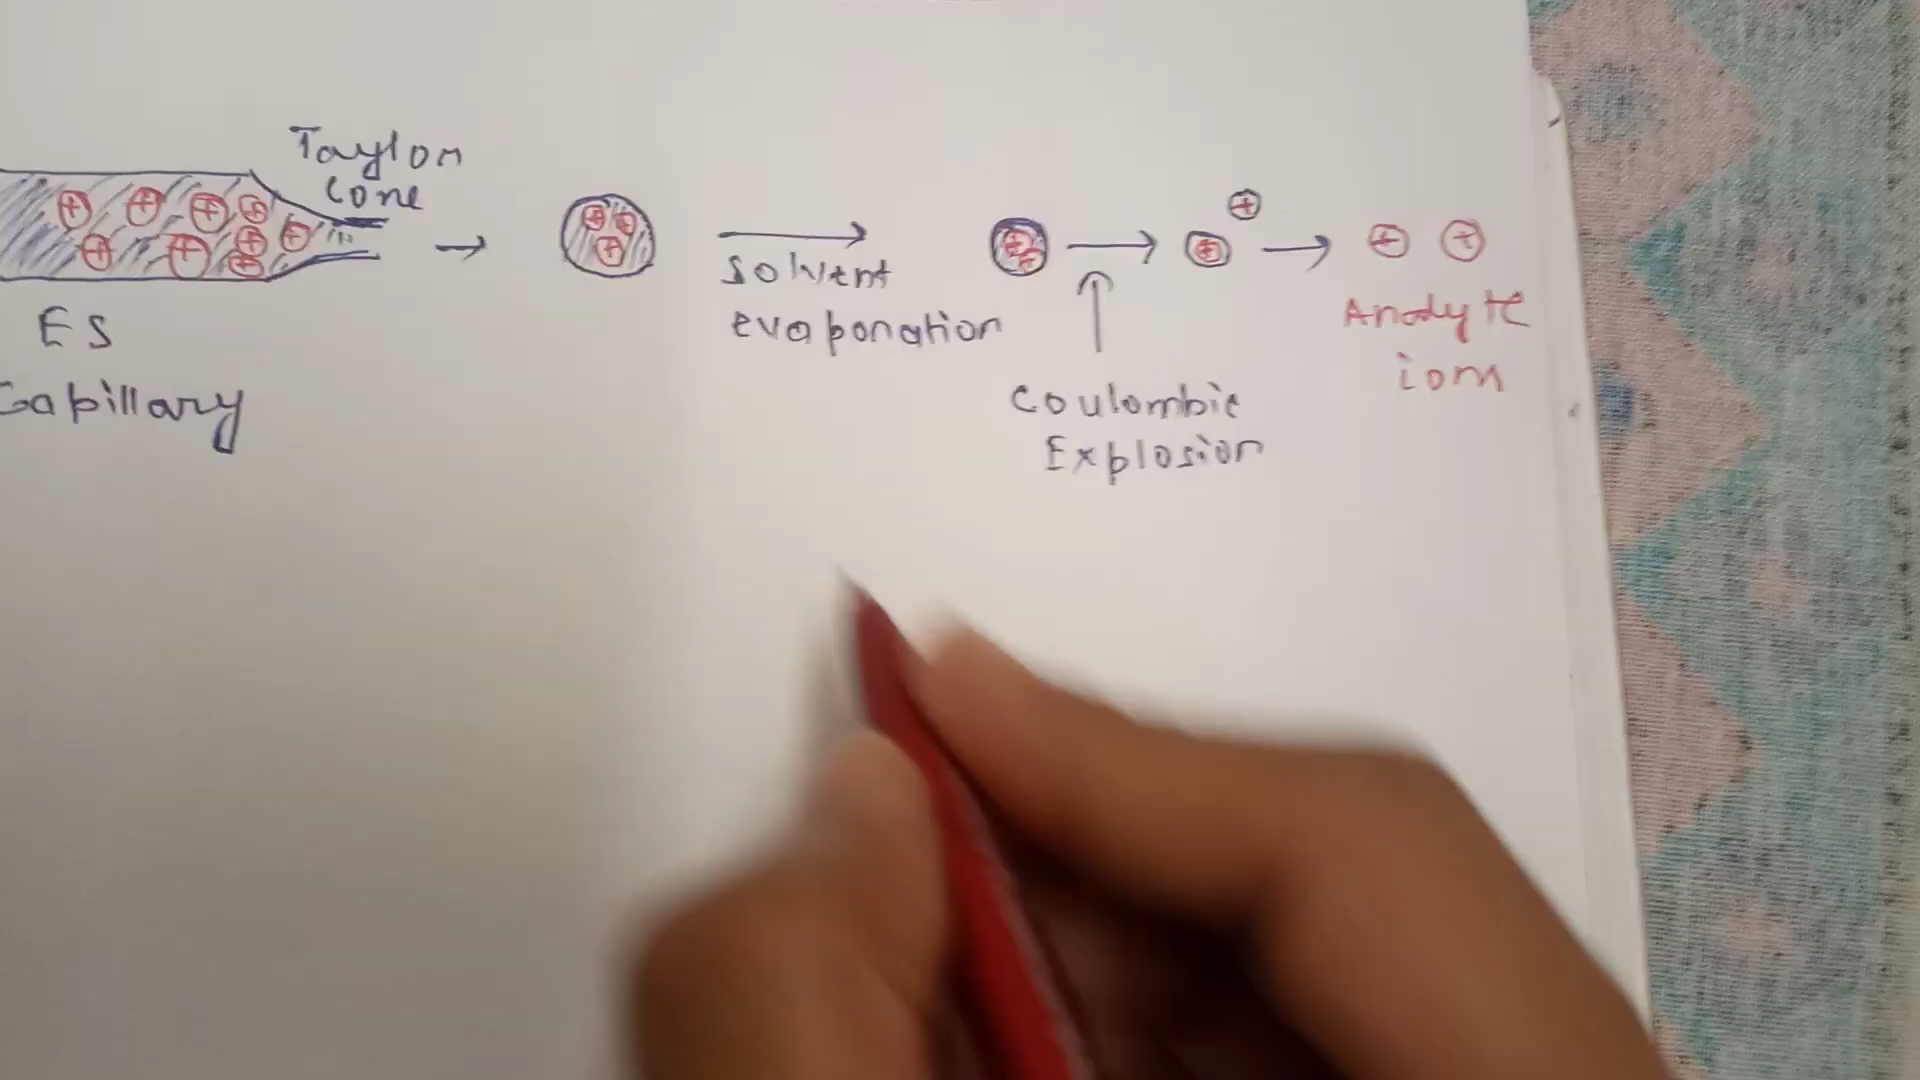 Taylor
cone
ES
Capillary
solvent
evaporation
Coulombic
Explosion
Analyte
ion